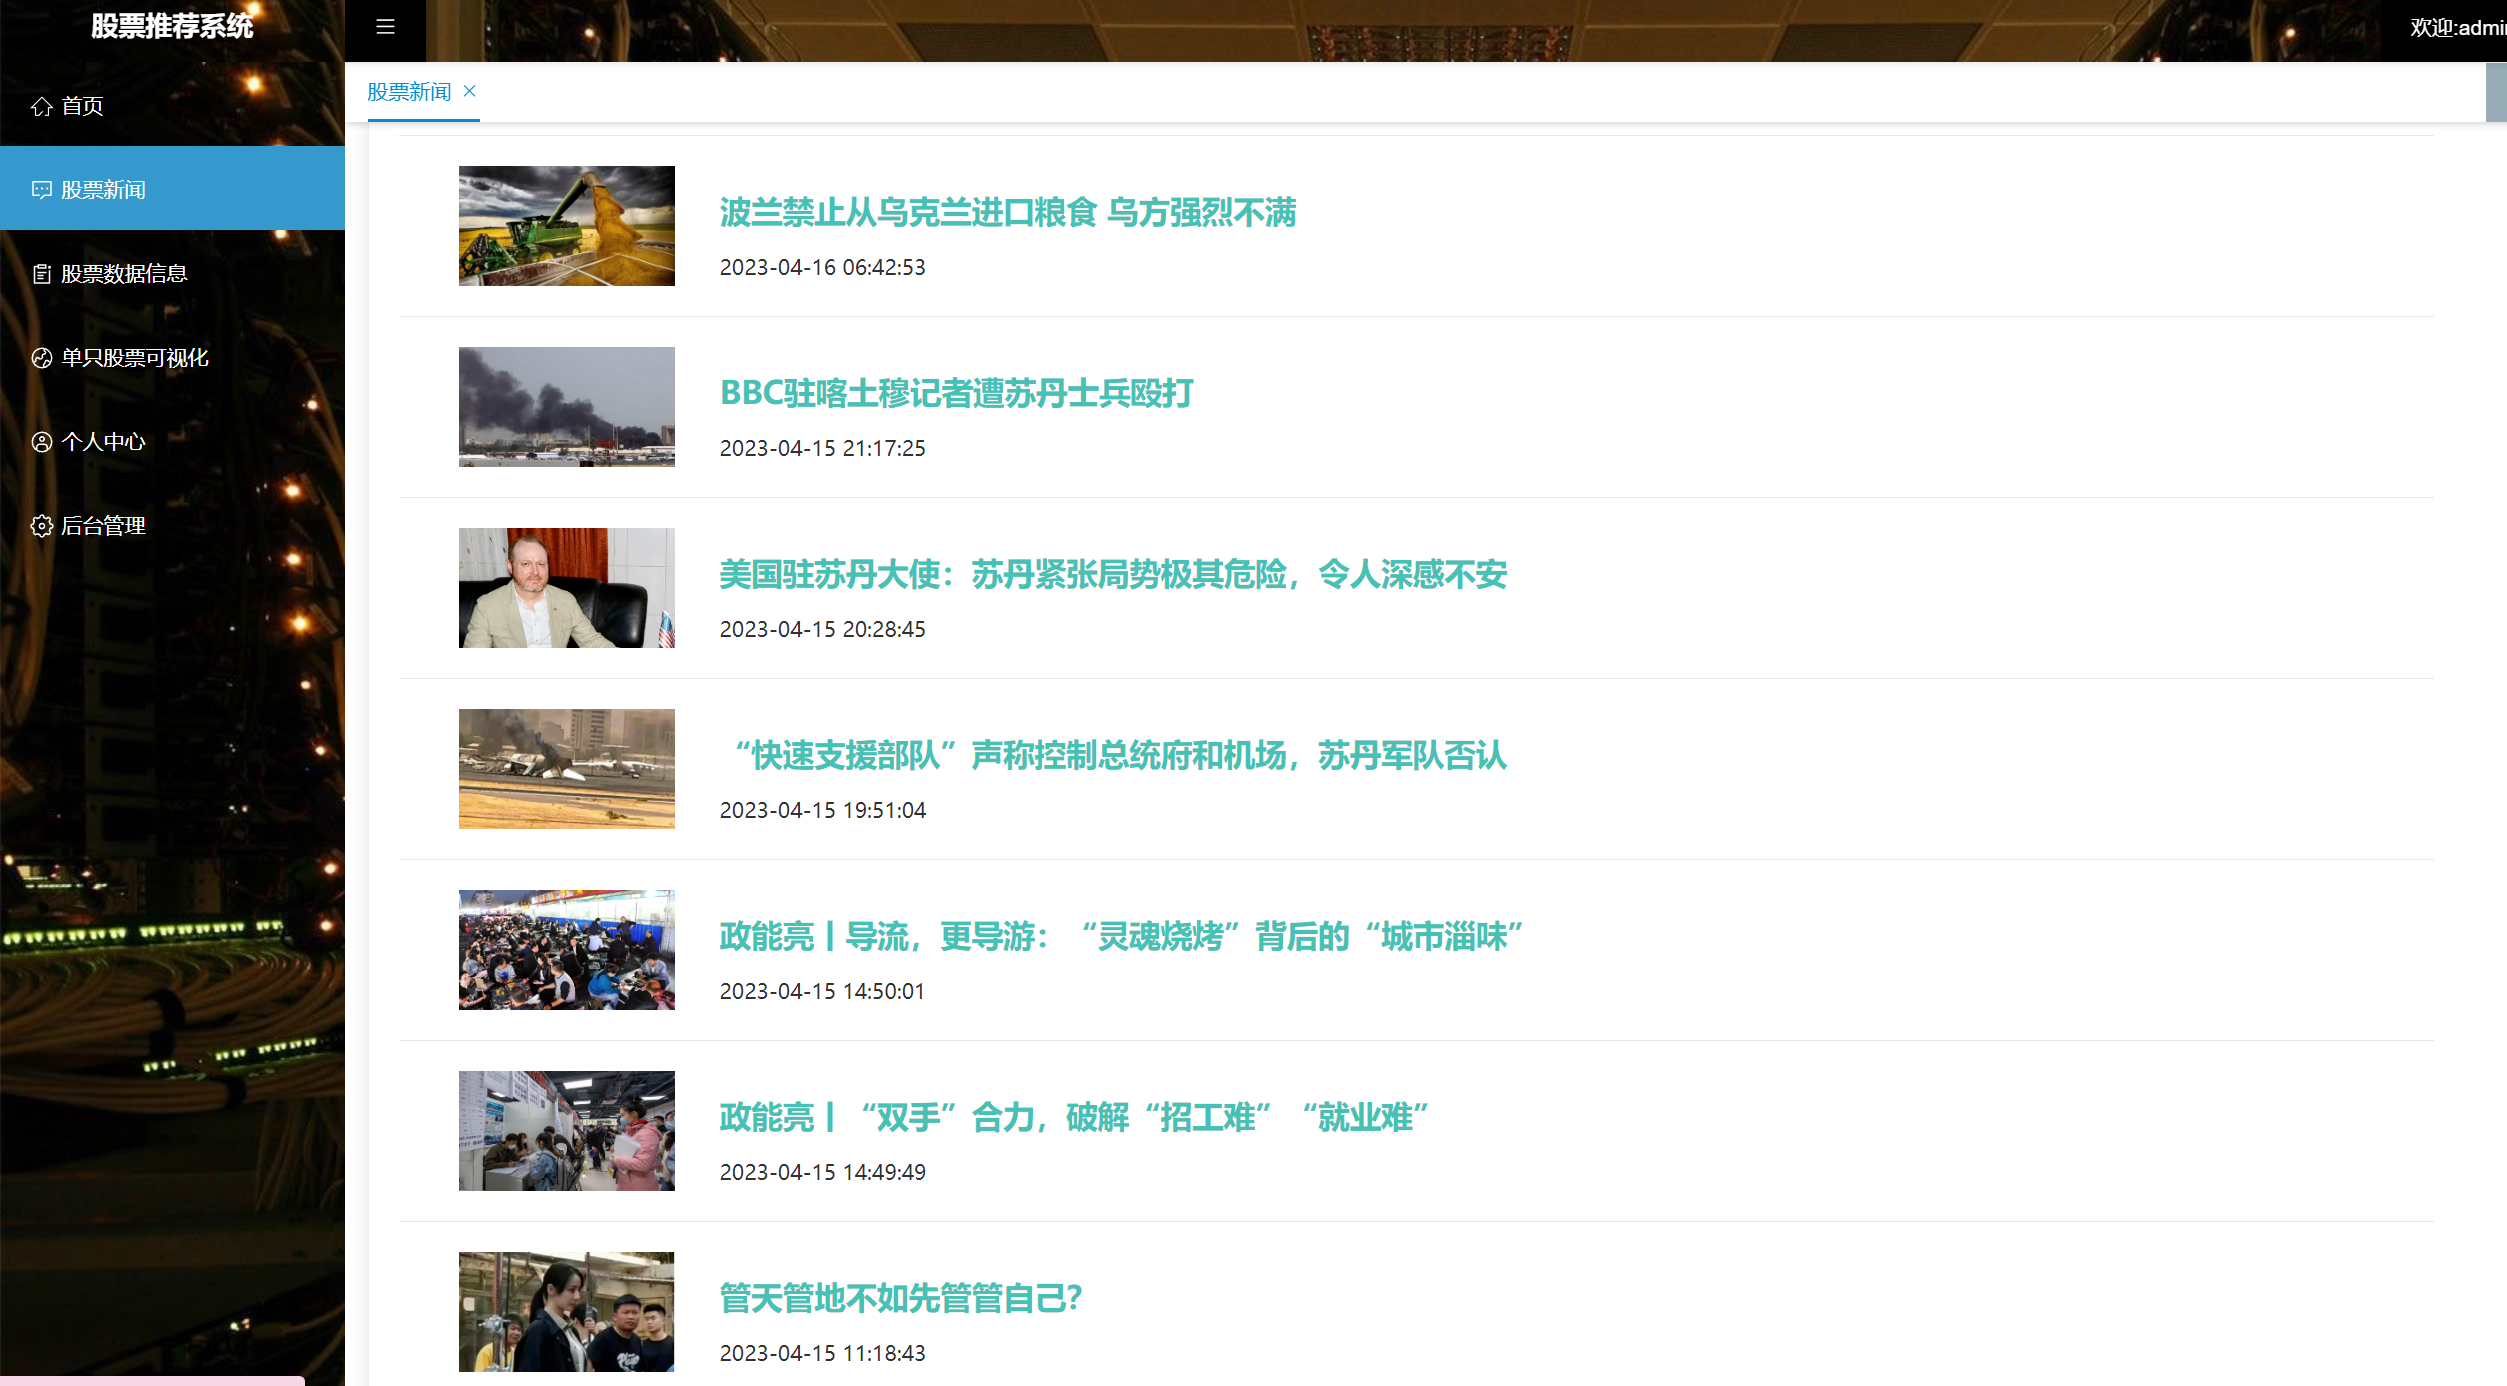 股票推荐系统
欢迎:admin
首页
股票新闻
股票数据信息
单只股票可视化
个人中心
后台管理
股票新闻
波兰禁止从乌克兰进口粮食 乌方强烈不满
2023-04-16 06:42:53
BBC驻喀土穆记者遭苏丹士兵殴打
2023-04-15 21:17:25
美国驻苏丹大使：苏丹紧张局势极其危险，令人深感不安
2023-04-15 20:28:45
“快速支援部队”声称控制总统府和机场，苏丹军队否认
2023-04-15 19:51:04
政能亮丨导流，更导游：“灵魂烧烤”背后的“城市淄味”
2023-04-15 14:50:01
政能亮丨“双手”合力，破解“招工难”“就业难”
2023-04-15 14:49:49
管天管地不如先管管自己？
2023-04-15 11:18:43